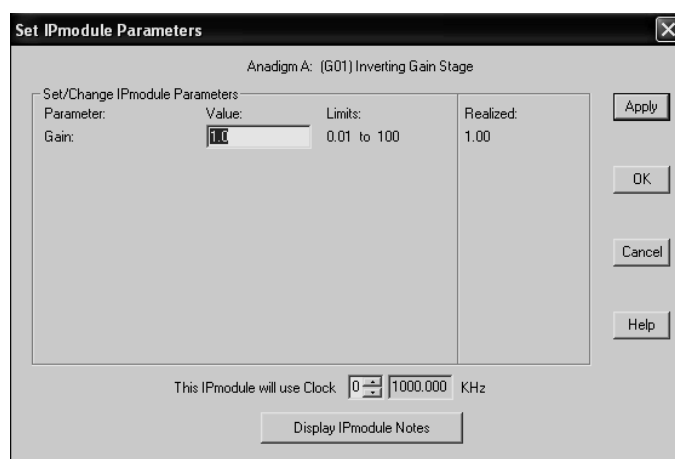 Set IPmodule Parameters
Anadigm A: (G01) Inverting Gain Stage
Set/Change IPmodule Parameters
Parameter: Value: Limits: Realized:
Gain: 1.0 0.01 to 100 1.00
Apply
OK
Cancel
Help
This IPmodule will use Clock 0 1000.000 KHz
Display IPmodule Notes